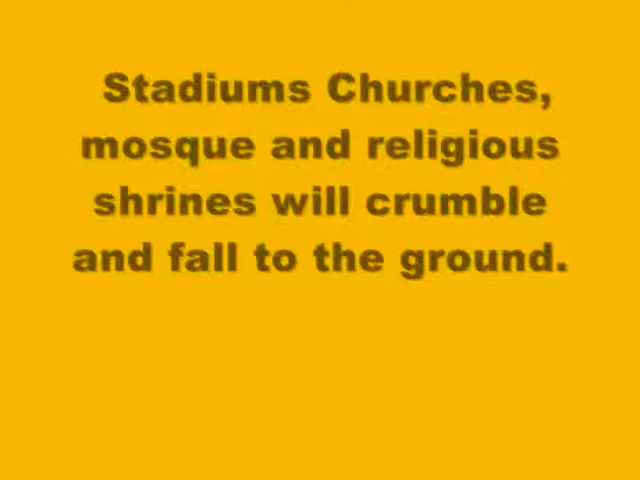 Stadiums Churches,
mosque and religious
shrines will crumble
and fall to the ground.